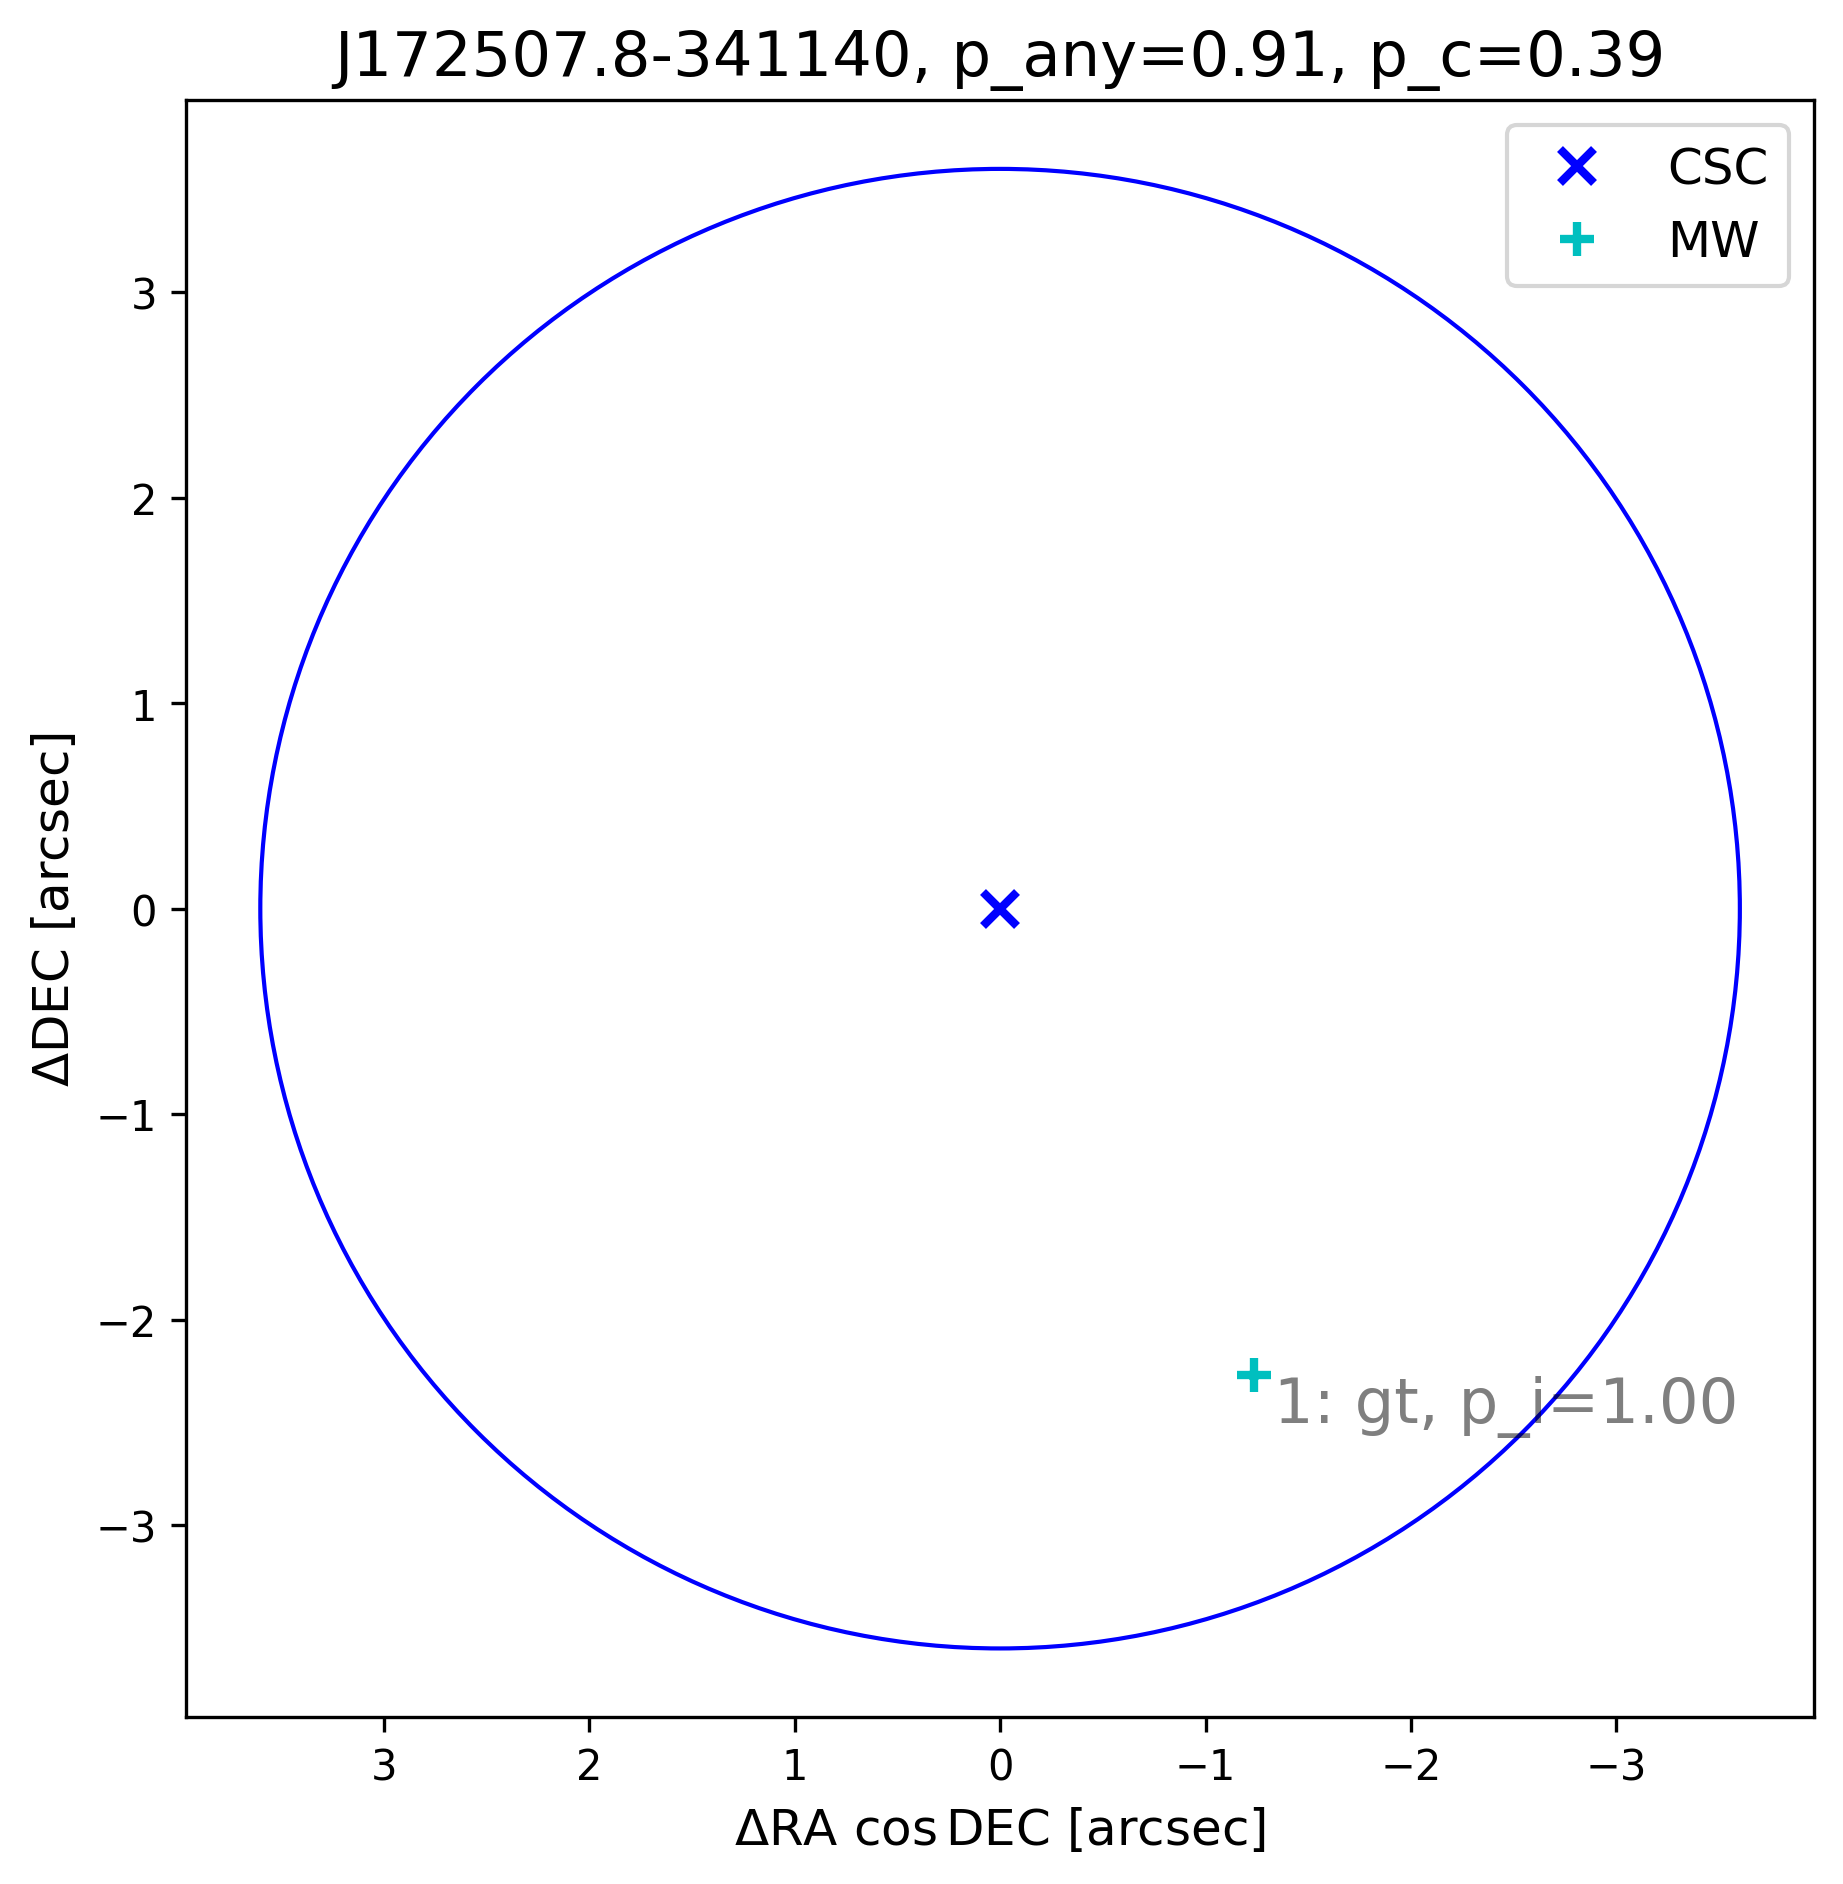 J172507.8-341140, p_any=0.91, p_c=0.39
CSC
MW
3
2
1
0
−1
−2
−3
ΔDEC [arcsec]
1: gt, p_i=1.00
3 2 1 0 −1 −2 −3
ΔRA cos DEC [arcsec]